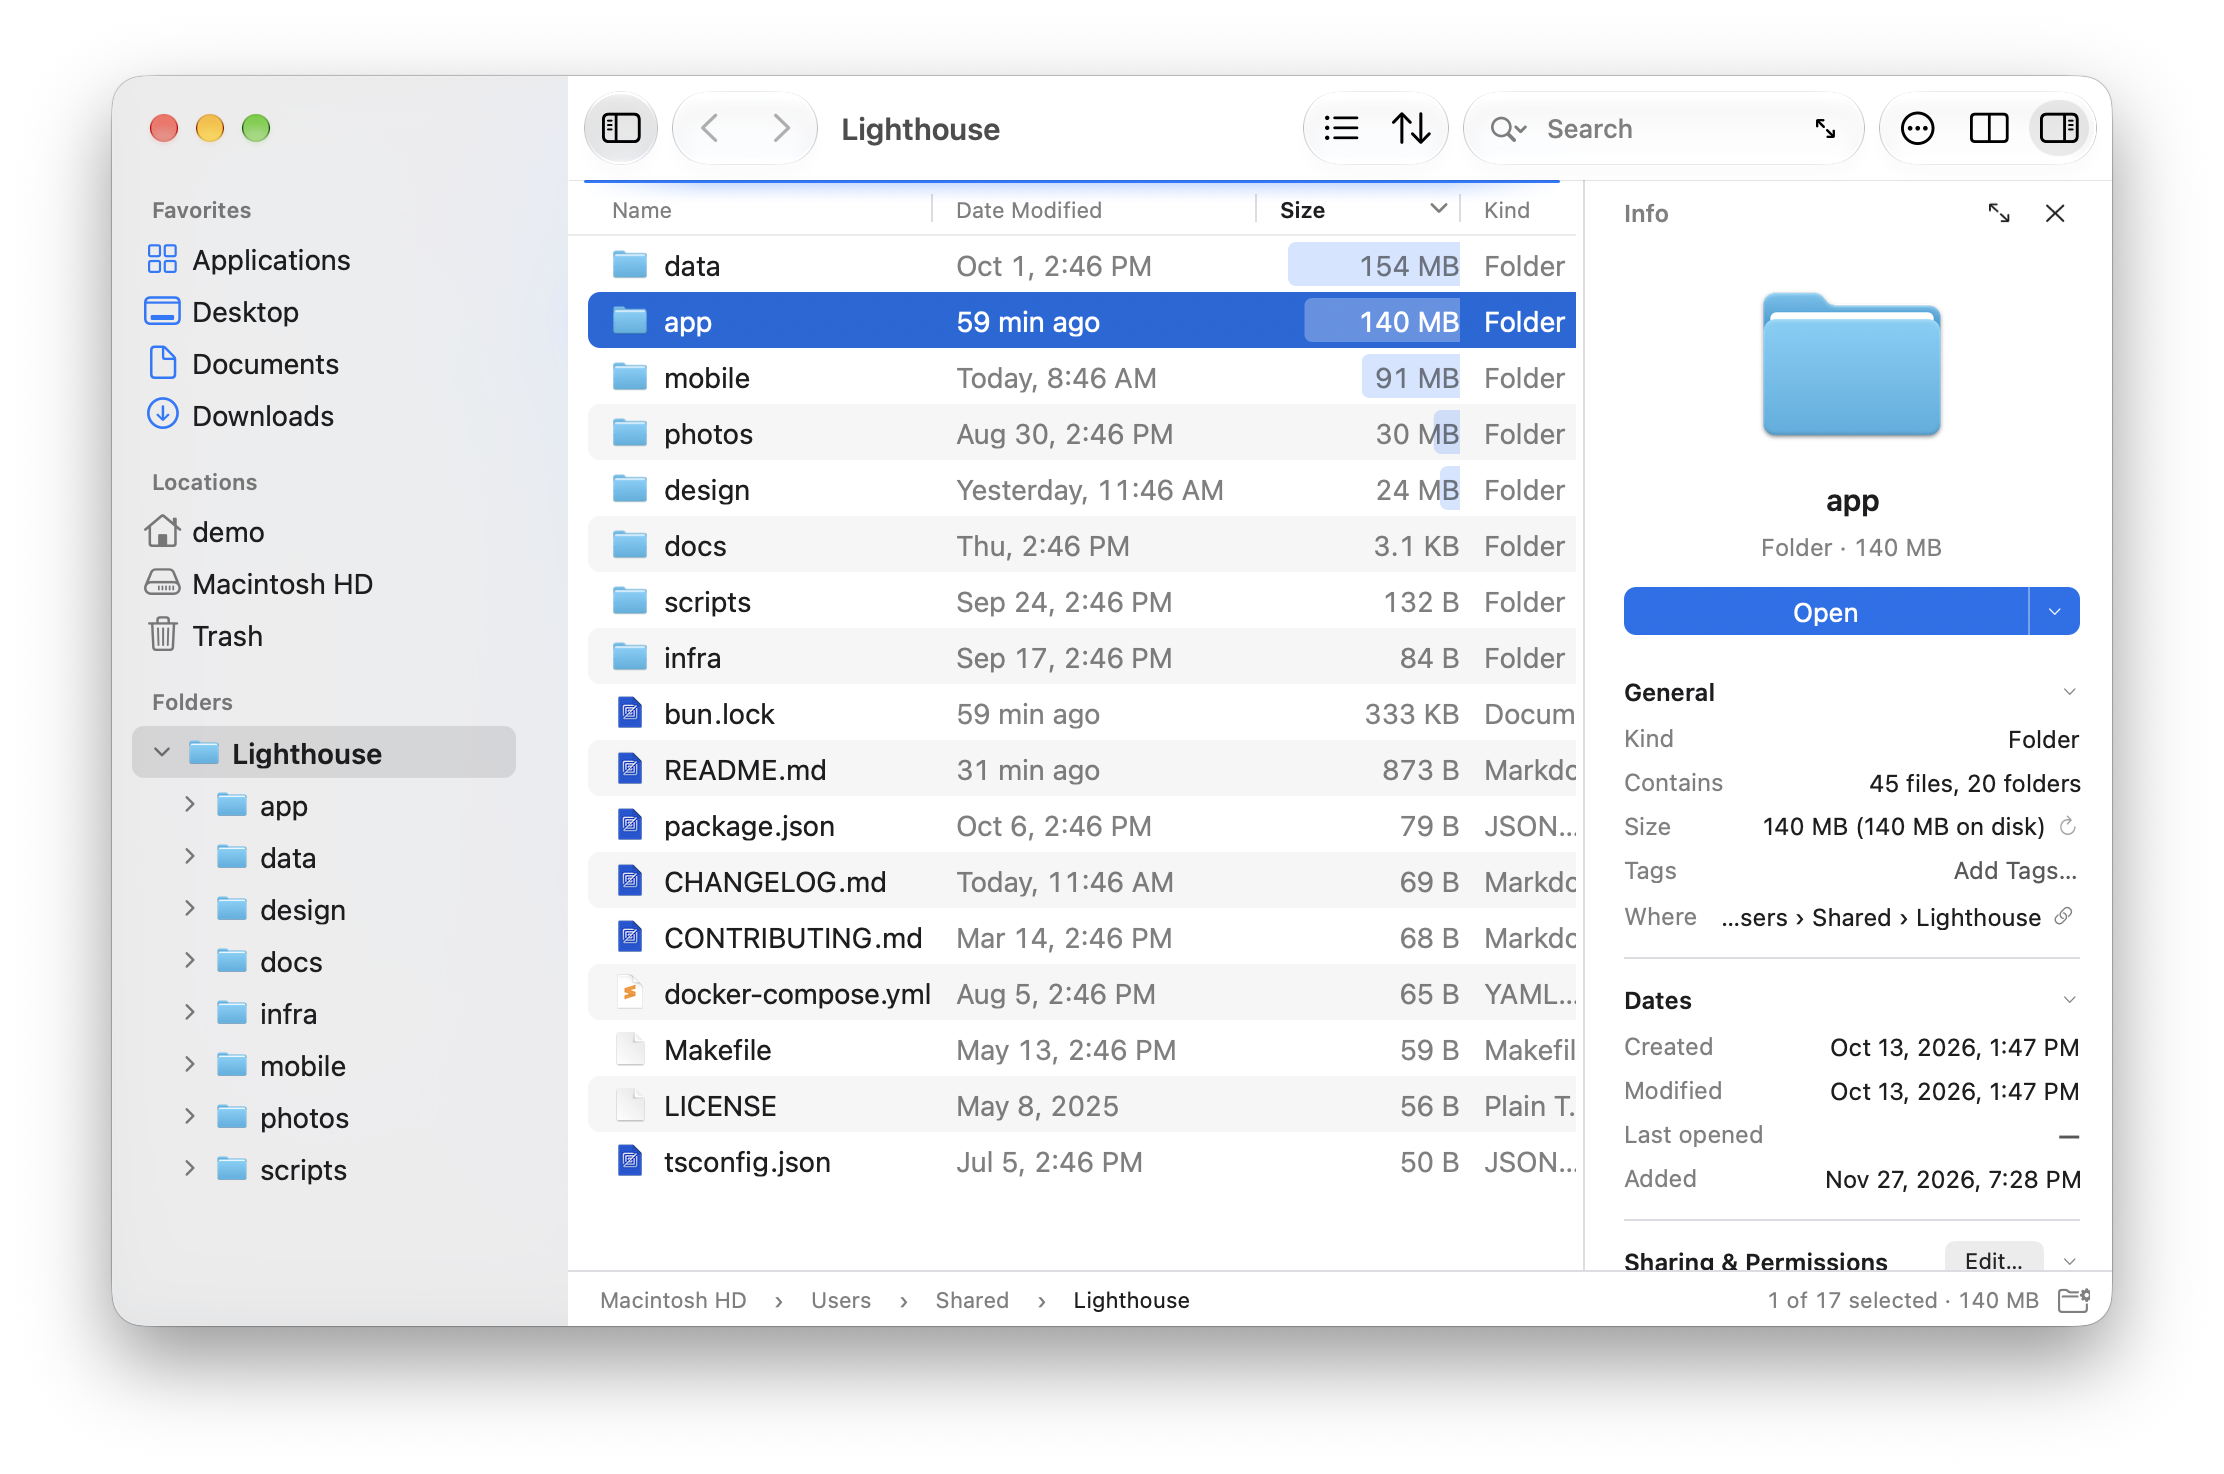 Lighthouse
Search
Favorites
Applications
Desktop
Documents
Downloads
Locations
demo
Macintosh HD
Trash
Folders
Lighthouse
app
data
design
docs
infra
mobile
photos
scripts
Name Date Modified Size Kind
data Oct 1, 2:46 PM 154 MB Folder
app 59 min ago 140 MB Folder
mobile Today, 8:46 AM 91 MB Folder
photos Aug 30, 2:46 PM 30 MB Folder
design Yesterday, 11:46 AM 24 MB Folder
docs Thu, 2:46 PM 3.1 KB Folder
scripts Sep 24, 2:46 PM 132 B Folder
infra Sep 17, 2:46 PM 84 B Folder
bun.lock 59 min ago 333 KB Docum
README.md 31 min ago 873 B Markdo
package.json Oct 6, 2:46 PM 79 B JSON...
CHANGELOG.md Today, 11:46 AM 69 B Markdo
CONTRIBUTING.md Mar 14, 2:46 PM 68 B Markdo
docker-compose.yml Aug 5, 2:46 PM 65 B YAML...
Makefile May 13, 2:46 PM 59 B Makefil
LICENSE May 8, 2025 56 B Plain T.
tsconfig.json Jul 5, 2:46 PM 50 B JSON...
Info
app
Folder · 140 MB
Open
General
Kind Folder
Contains 45 files, 20 folders
Size 140 MB (140 MB on disk)
Tags Add Tags...
Where ...sers › Shared › Lighthouse
Dates
Created Oct 13, 2026, 1:47 PM
Modified Oct 13, 2026, 1:47 PM
Last opened —
Added Nov 27, 2026, 7:28 PM
Sharing & Permissions Edit...
Macintosh HD › Users › Shared › Lighthouse
1 of 17 selected · 140 MB